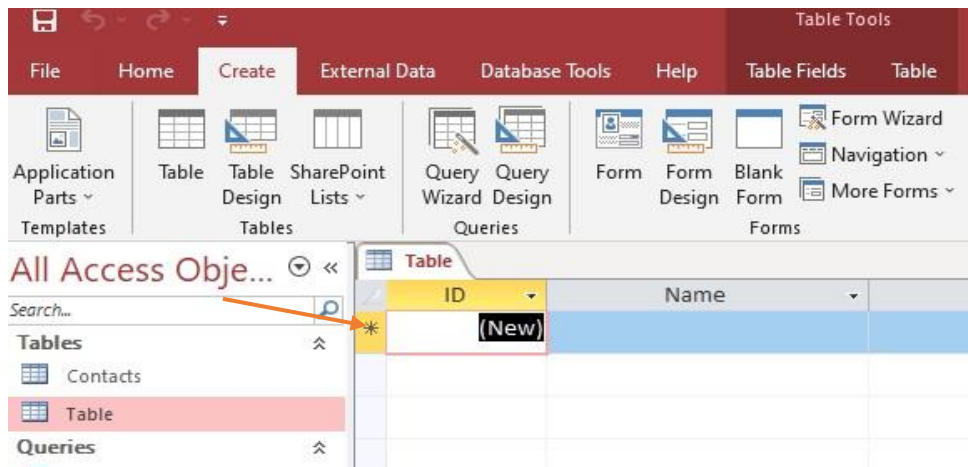 Table Tools
File Home Create External Data Database Tools Help Table Fields Table
Application Parts
Table
Table Design
SharePoint Lists
Query Wizard
Query Design
Form
Form Design
Blank Form
Form Wizard
Navigation
More Forms
Templates Tables Queries Forms
All Access Obje...
Search...
Tables
Contacts
Table
Queries
Table
ID Name
(New)